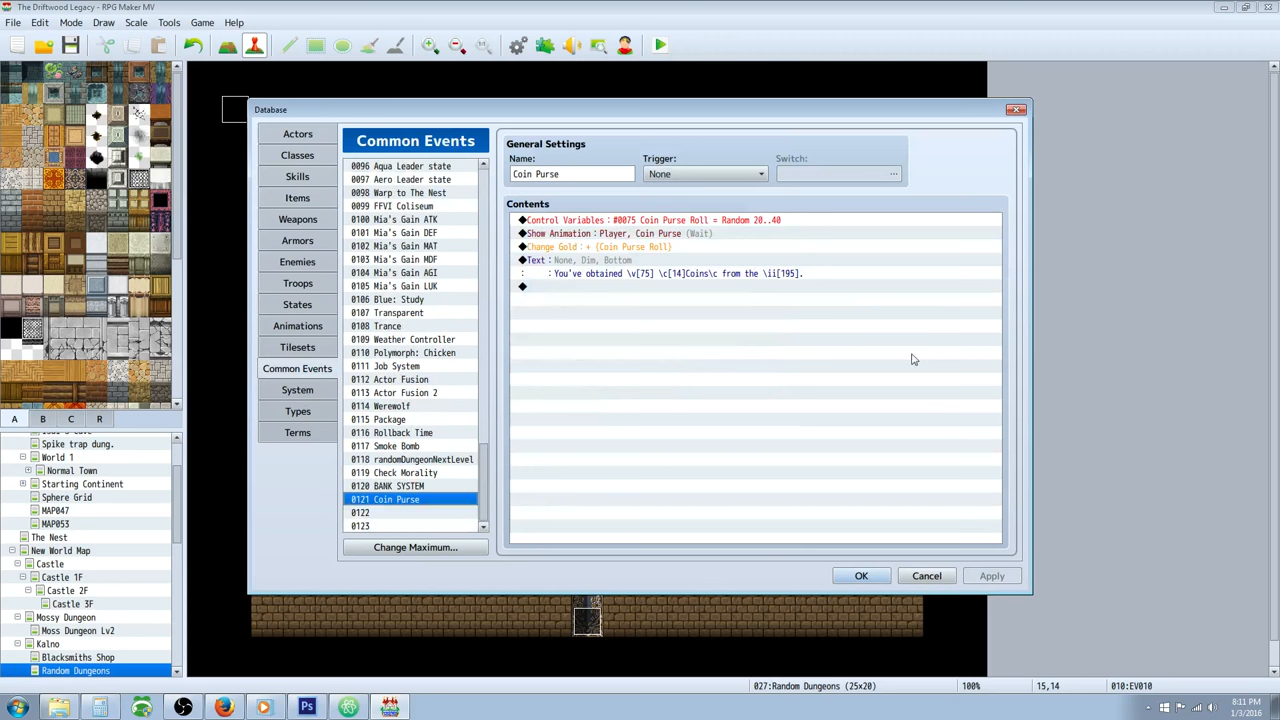 The Driftwood Legacy - RPG Maker MV
File Edit Mode Draw Scale Tools Game Help
Database
Actors
Classes
Skills
Items
Weapons
Armors
Enemies
Troops
States
Animations
Tilesets
Common Events
System
Types
Terms
Common Events
0096 Aqua Leader state
0097 Aero Leader state
0098 Warp to The Nest
0099 FFVI Coliseum
0100 Mia's Gain ATK
0101 Mia's Gain DEF
0102 Mia's Gain MAT
0103 Mia's Gain MDF
0104 Mia's Gain AGI
0105 Mia's Gain LUK
0106 Blue: Study
0107 Transparent
0108 Trance
0109 Weather Controller
0110 Polymorph: Chicken
0111 Job System
0112 Actor Fusion
0113 Actor Fusion 2
0114 Werewolf
0115 Package
0116 Rollback Time
0117 Smoke Bomb
0118 randomDungeonNextLevel
0119 Check Morality
0120 BANK SYSTEM
0121 Coin Purse
0122
0123
Change Maximum...
General Settings
Name: Trigger: Switch:
Coin Purse None ...
Contents
◆Control Variables：#0075 Coin Purse Roll = Random 20..40
◆Show Animation：Player, Coin Purse (Wait)
◆Change Gold：+ {Coin Purse Roll}
◆Text：None, Dim, Bottom
：　　：You've obtained \v[75] \c[14]Coins\c from the \ii[195].
◆
OK Cancel Apply
A B C R
Spike trap dung.
World 1
Normal Town
Starting Continent
Sphere Grid
MAP047
MAP053
The Nest
New World Map
Castle
Castle 1F
Castle 2F
Castle 3F
Mossy Dungeon
Moss Dungeon Lv2
Kalno
Blacksmiths Shop
Random Dungeons
027:Random Dungeons (25x20) 100% 15,14 010:EV010
Ps
8:11 PM
1/3/2016